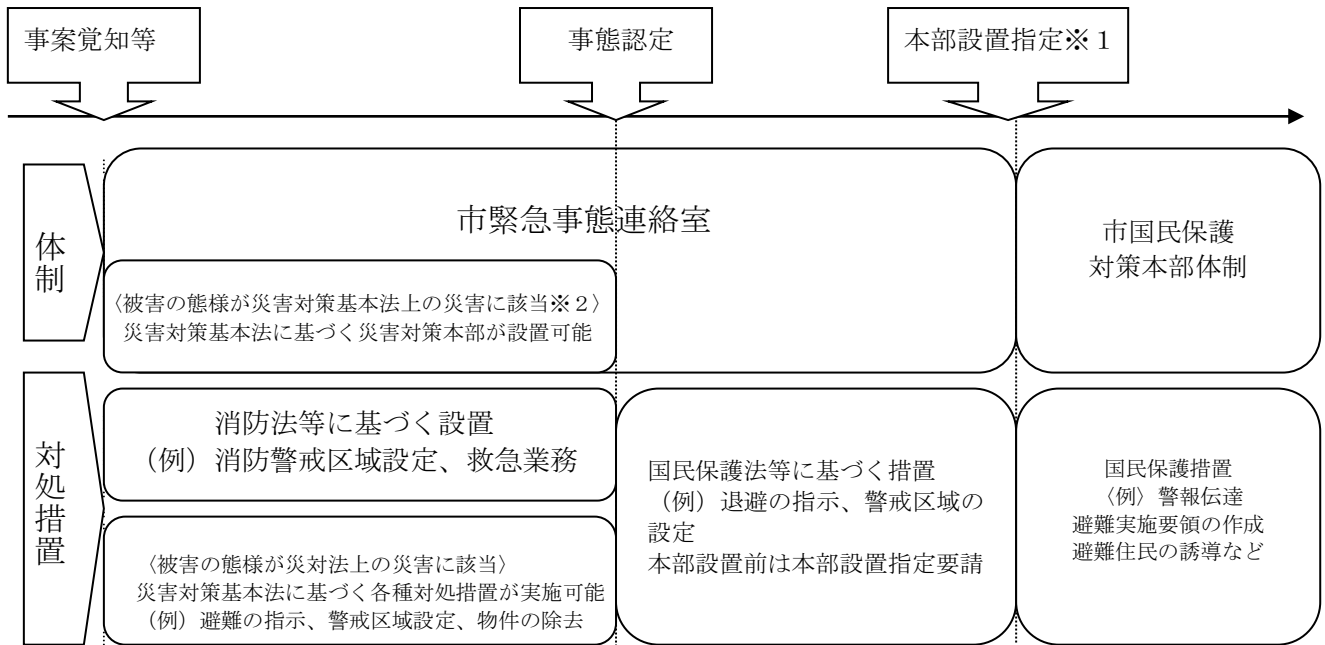 事案覚知等
事態認定
本部設置指定※１
体制
市緊急事態連絡室
〈被害の態様が災害対策基本法上の災害に該当※２〉
災害対策基本法に基づく災害対策本部が設置可能
市国民保護
対策本部体制
対処措置
消防法等に基づく設置
（例）消防警戒区域設定、救急業務
〈被害の態様が災対法上の災害に該当〉
災害対策基本法に基づく各種対処措置が実施可能
（例）避難の指示、警戒区域設定、物件の除去
国民保護法等に基づく措置
（例）退避の指示、警戒区域の
設定
本部設置前は本部設置指定要請
国民保護措置
〈例〉警報伝達
避難実施要領の作成
避難住民の誘導など